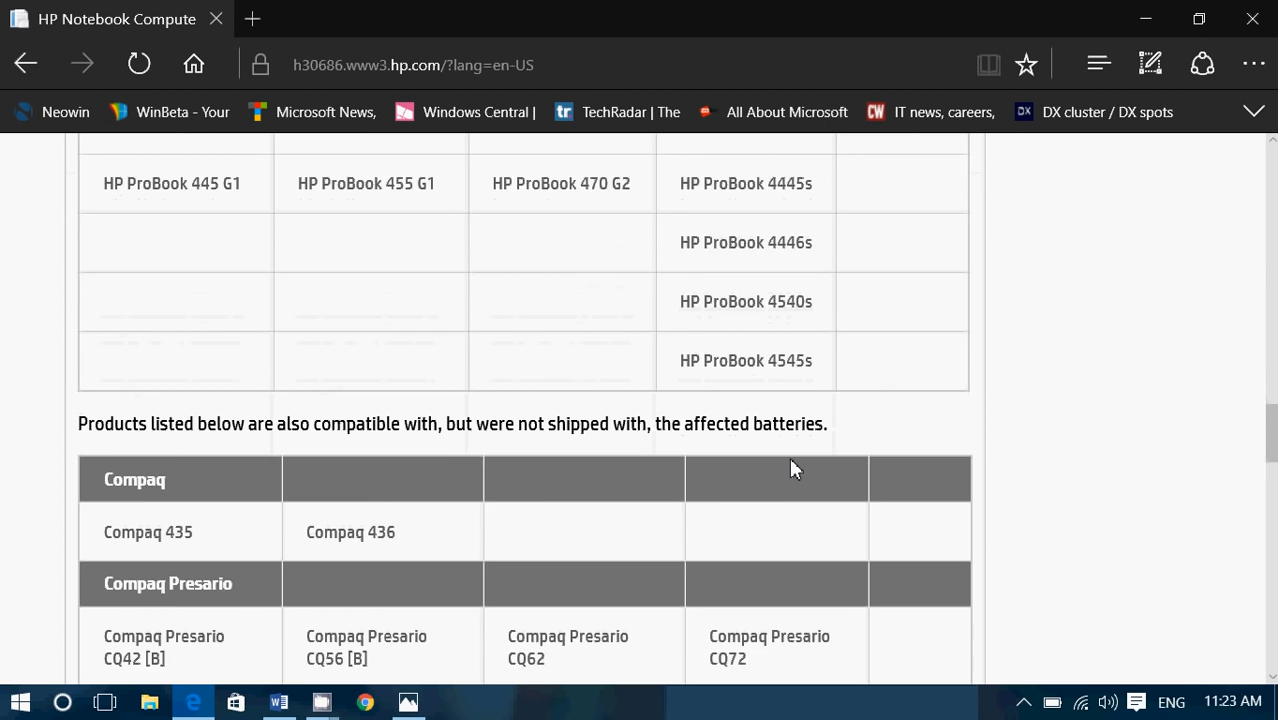 HP Notebook Compute
h30686.www3.hp.com/?lang=en-US
Neowin WinBeta - Your Microsoft News, Windows Central | TechRadar | The All About Microsoft CW IT news, careers, DX DX cluster / DX spots
HP ProBook 445 G1 HP ProBook 455 G1 HP ProBook 470 G2 HP ProBook 4445s
HP ProBook 4446s
HP ProBook 4540s
HP ProBook 4545s
Products listed below are also compatible with, but were not shipped with, the affected batteries.
Compaq
Compaq 435 Compaq 436
Compaq Presario
Compaq Presario Compaq Presario Compaq Presario Compaq Presario
CQ42 [B] CQ56 [B] CQ62 CQ72
ENG 11:23 AM